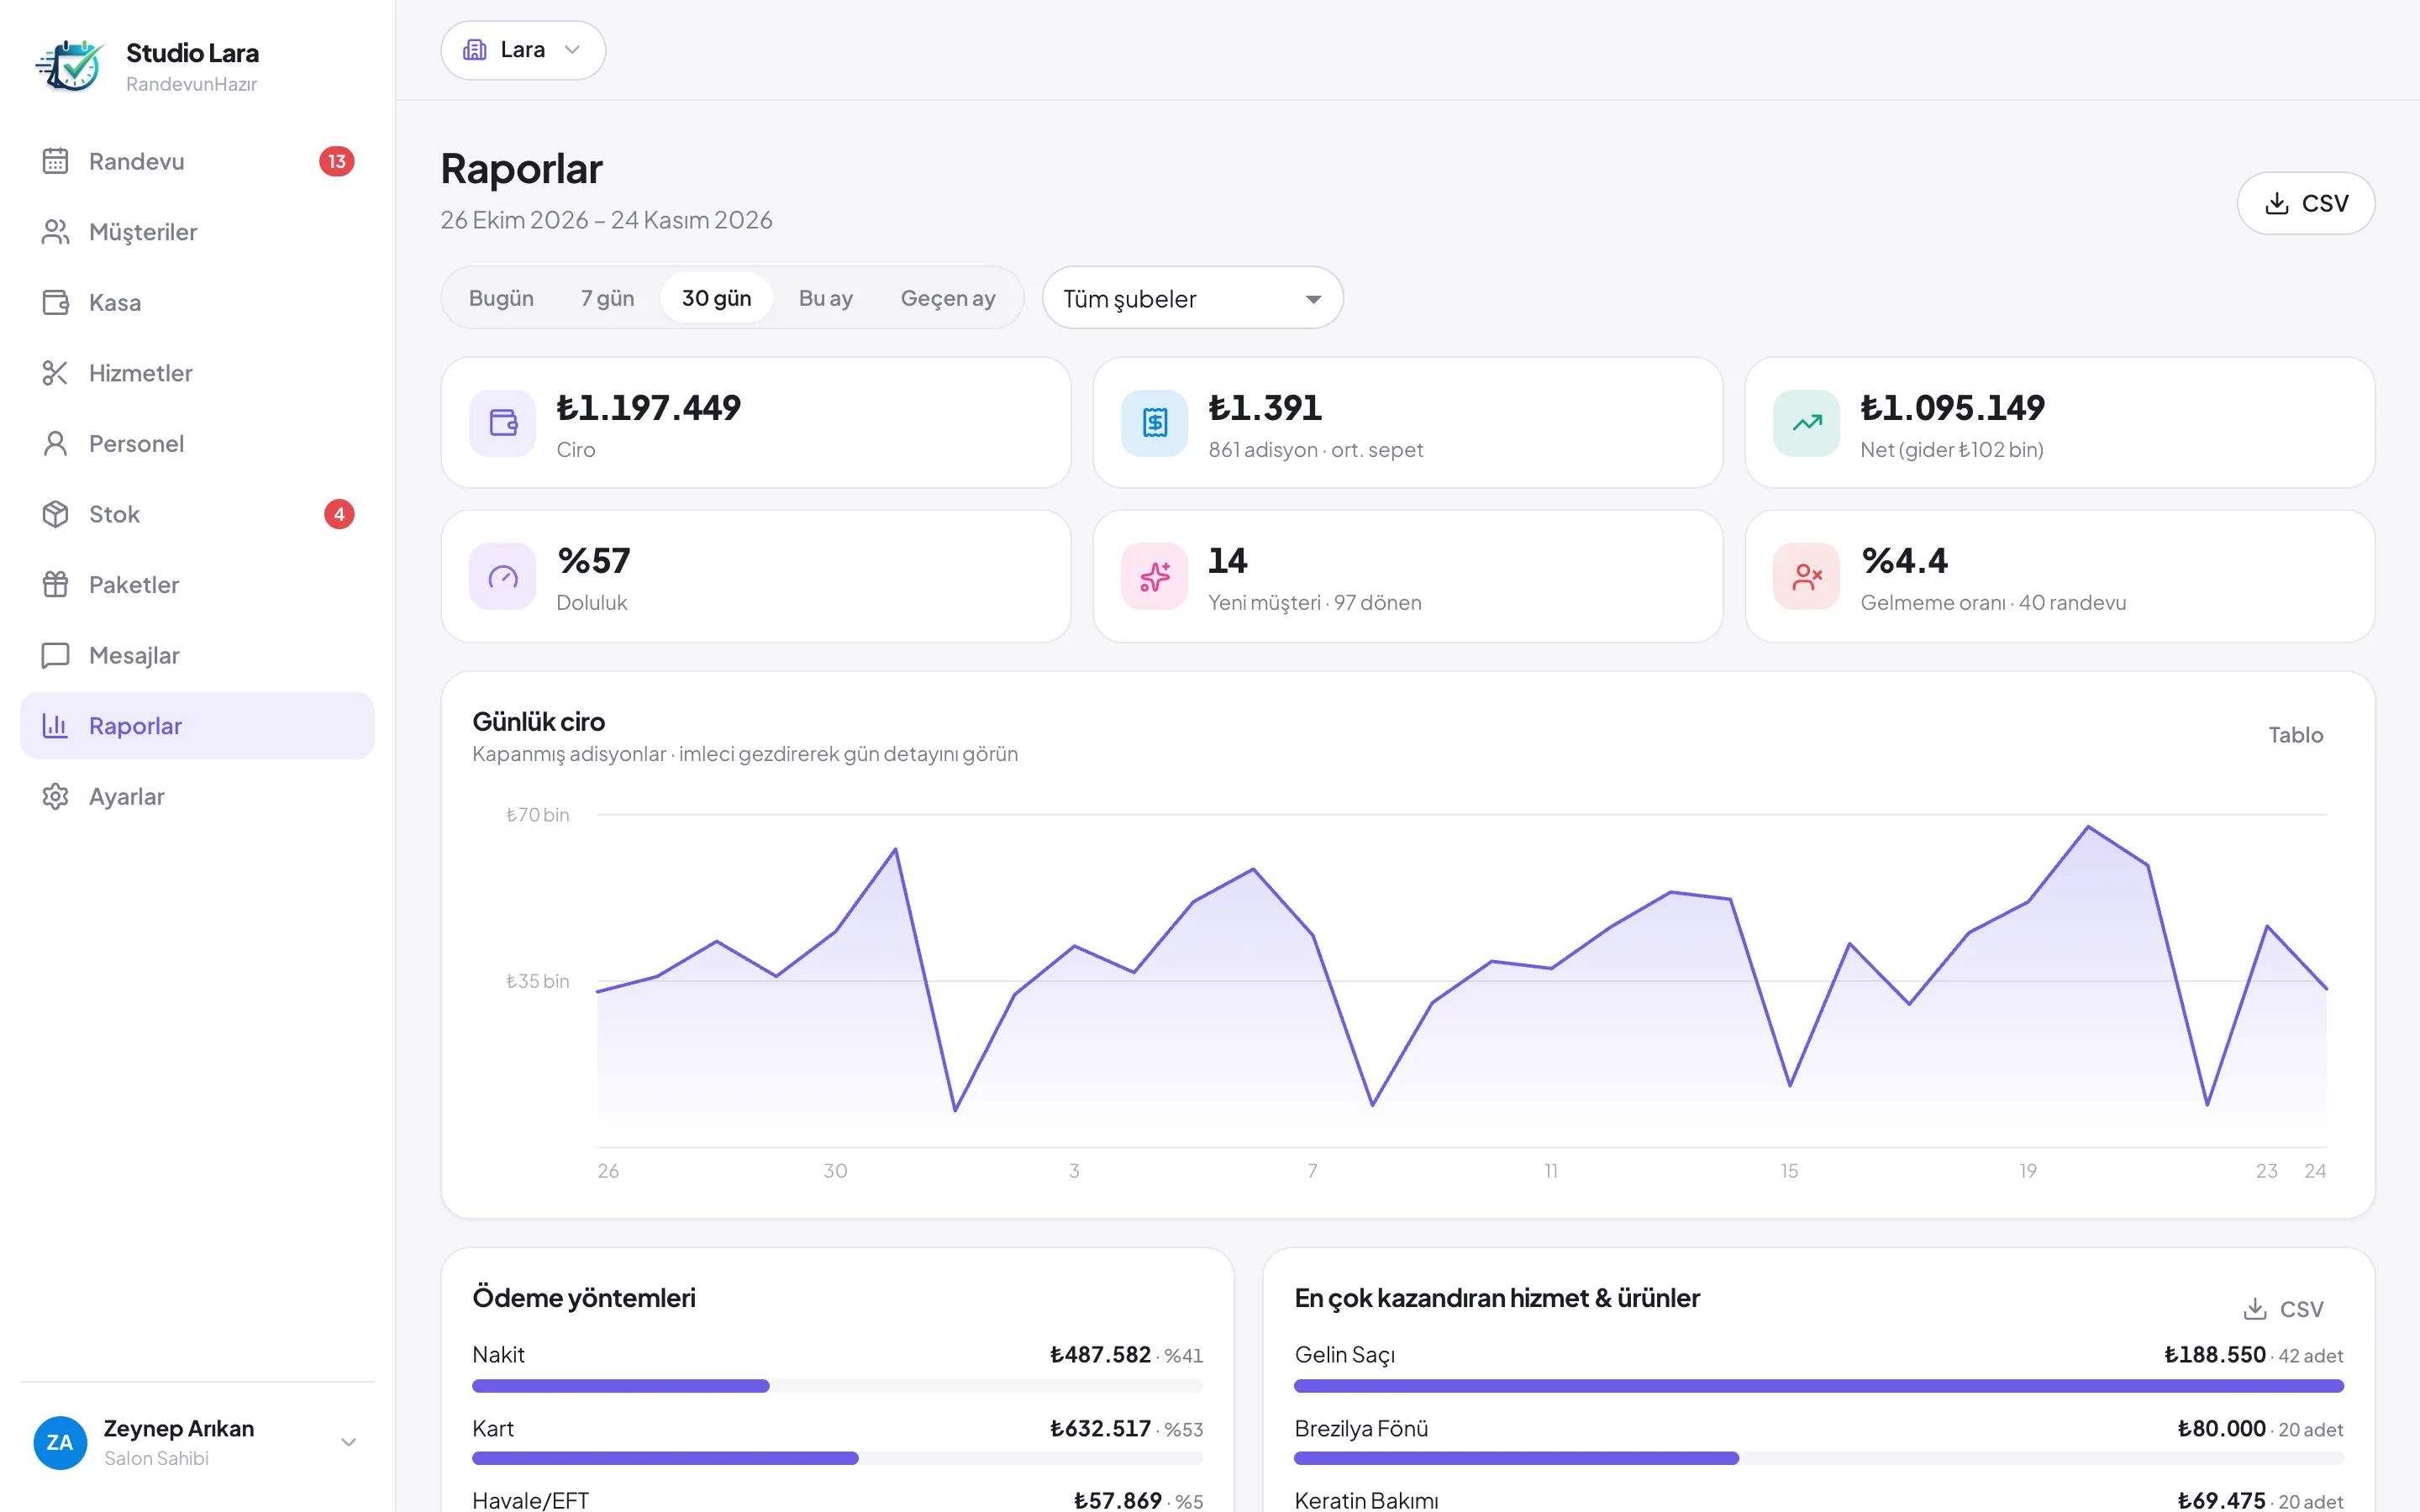 Studio Lara
RandevunHazır
Randevu 13
Müşteriler
Kasa
Hizmetler
Personel
Stok 4
Paketler
Mesajlar
Raporlar
Ayarlar
Zeynep Arıkan
ZA
Salon Sahibi
Lara
Raporlar
26 Ekim 2026 – 24 Kasım 2026
CSV
Bugün 7 gün 30 gün Bu ay Geçen ay Tüm şubeler
₺1.197.449
Ciro
₺1.391
861 adisyon · ort. sepet
₺1.095.149
Net (gider ₺102 bin)
%57
Doluluk
14
Yeni müşteri · 97 dönen
%4.4
Gelmeme oranı · 40 randevu
Günlük ciro
Kapanmış adisyonlar · imleci gezdirerek gün detayını görün
Tablo
₺70 bin
₺35 bin
26 30 3 7 11 15 19 23 24
Ödeme yöntemleri
Nakit ₺487.582 · %41
Kart ₺632.517 · %53
Havale/EFT ₺57.869 · %5
En çok kazandıran hizmet & ürünler
CSV
Gelin Saçı ₺188.550 · 42 adet
Brezilya Fönü ₺80.000 · 20 adet
Keratin Bakımı ₺69.475 · 20 adet